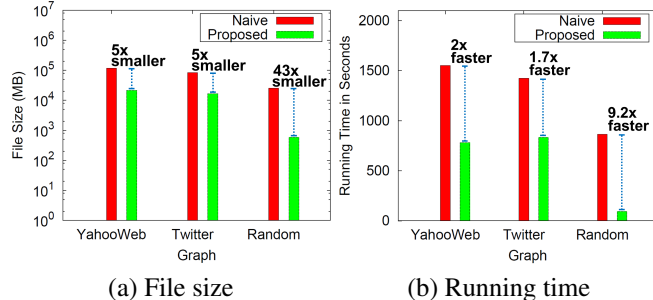 File Size (MB)
10^7
10^6
10^5
10^4
10^3
10^2
10^1
10^0
Naive
Proposed
5x
smaller
5x
smaller
43x
smaller
YahooWeb Twitter Random
Graph
(a) File size
Running Time in Seconds
2000
1500
1000
500
0
Naive
Proposed
2x
faster
1.7x
faster
9.2x
faster
YahooWeb Twitter Random
Graph
(b) Running time